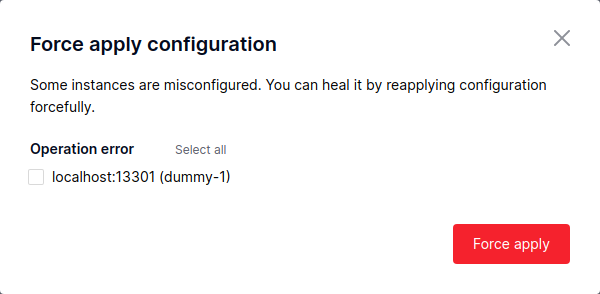 Force apply configuration
Some instances are misconfigured. You can heal it by reapplying configuration
forcefully.
Operation error Select all
localhost:13301 (dummy-1)
Force apply